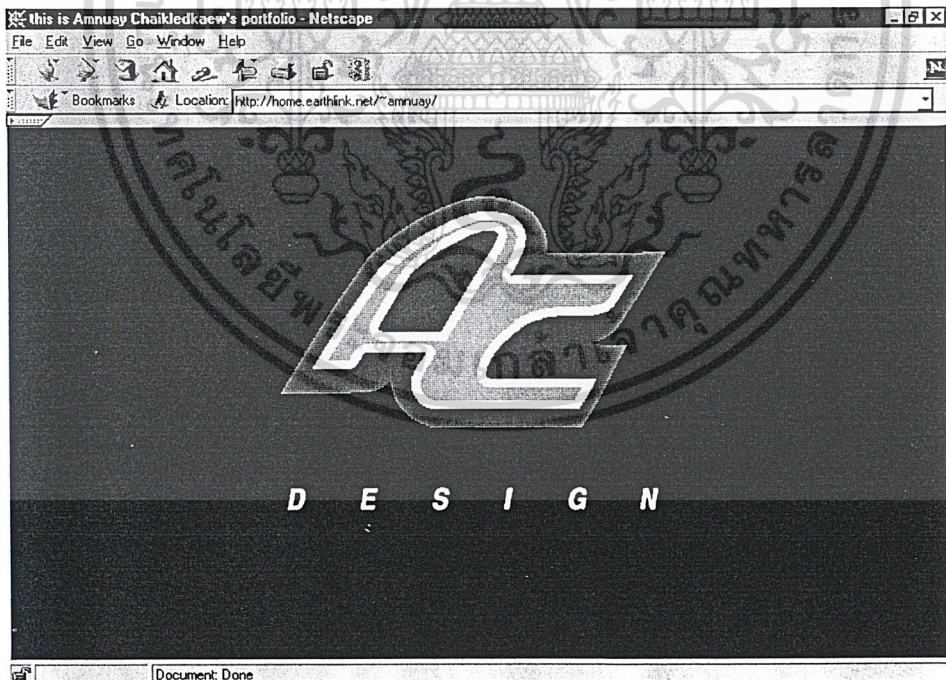 this is Amnuay Chaikledkaew's portfolio - Netscape
File Edit View Go Window Help
N
Bookmarks Location: http://home.earthlink.net/~amnuay/
AC
D E S I G N
Document: Done